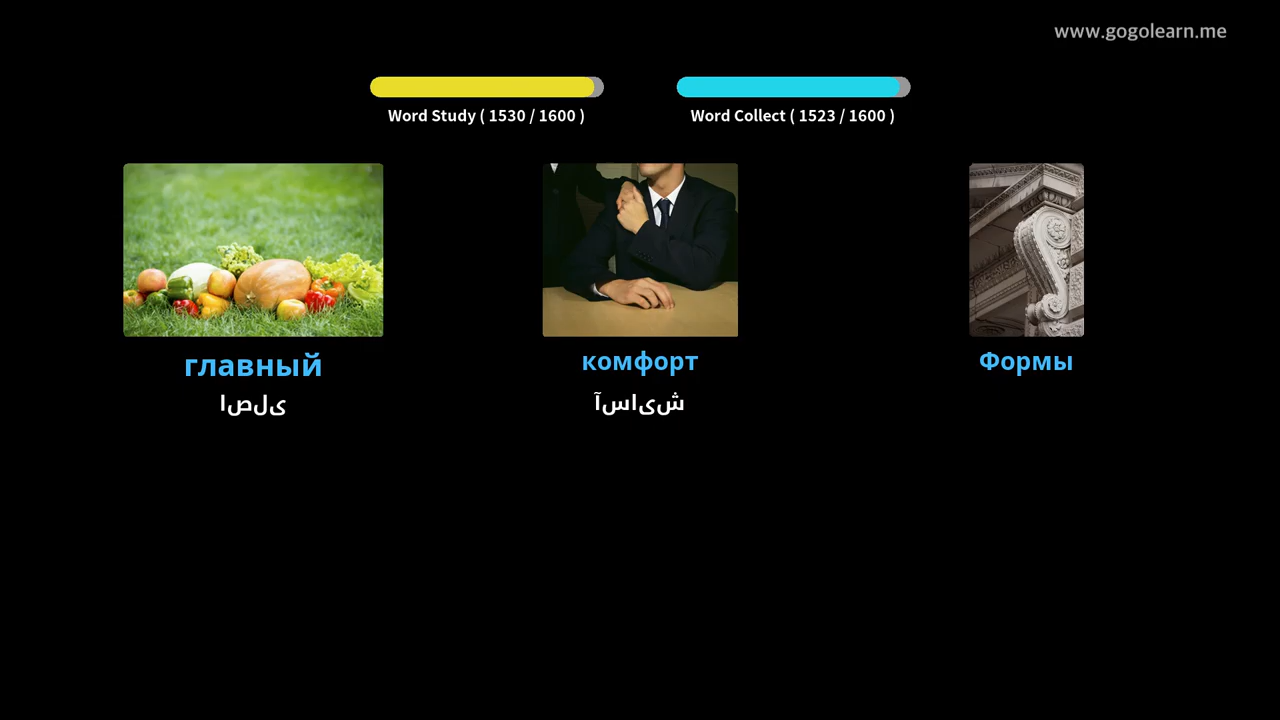 www.gogolearn.me
Word Study ( 1530 / 1600 )
Word Collect ( 1523 / 1600 )
главный
اصلی
комфорт
آسایش
Формы